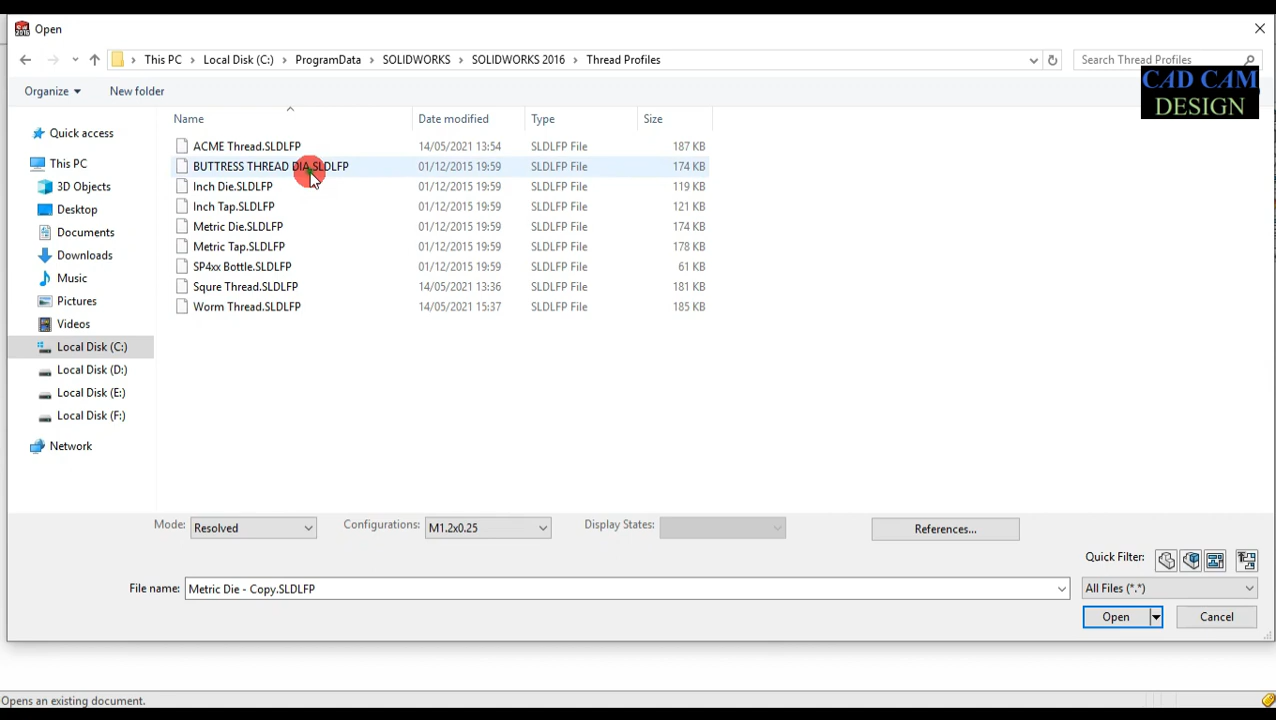 2016 Open
This PC > Local Disk (C:) > ProgramData > SOLIDWORKS > SOLIDWORKS 2016 > Thread Profiles
Search Thread Profiles
CAD CAM
DESIGN
Organize New folder
Name Date modified Type Size
ACME Thread.SLDLFP 14/05/2021 13:54 SLDLFP File 187 KB
BUTTRESS THREAD DIA.SLDLFP 01/12/2015 19:59 SLDLFP File 174 KB
Inch Die.SLDLFP 01/12/2015 19:59 SLDLFP File 119 KB
Inch Tap.SLDLFP 01/12/2015 19:59 SLDLFP File 121 KB
Metric Die.SLDLFP 01/12/2015 19:59 SLDLFP File 174 KB
Metric Tap.SLDLFP 01/12/2015 19:59 SLDLFP File 178 KB
SP4xx Bottle.SLDLFP 01/12/2015 19:59 SLDLFP File 61 KB
Squre Thread.SLDLFP 14/05/2021 13:36 SLDLFP File 181 KB
Worm Thread.SLDLFP 14/05/2021 15:37 SLDLFP File 185 KB
Quick access
This PC
3D Objects
Desktop
Documents
Downloads
Music
Pictures
Videos
Local Disk (C:)
Local Disk (D:)
Local Disk (E:)
Local Disk (F:)
Network
Mode: Resolved Configurations: M1.2x0.25 Display States: References...
Quick Filter:
File name: Metric Die - Copy.SLDLFP All Files (*.*)
Open Cancel
Opens an existing document.